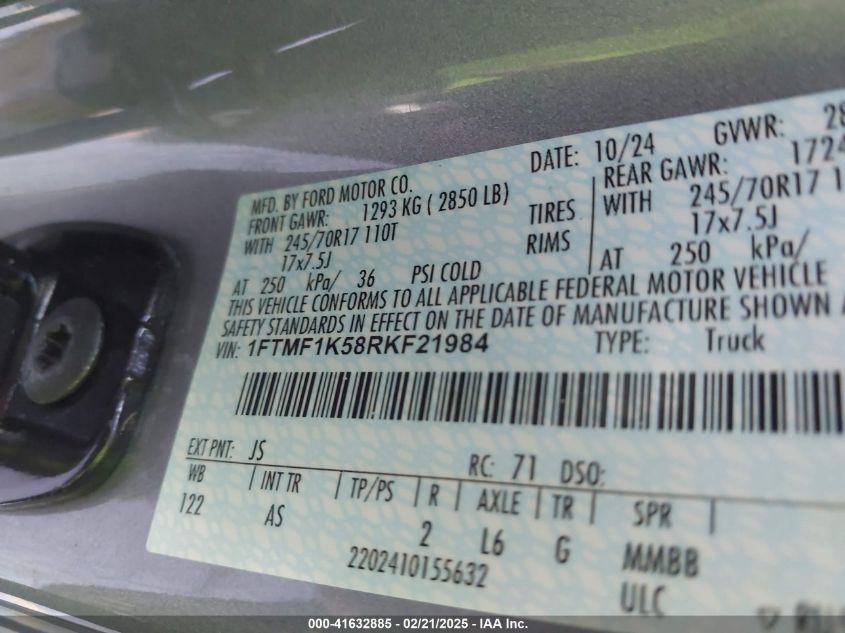 MFD. BY FORD MOTOR CO. DATE: 10/24 GVWR: 28
FRONT GAWR: 1293 KG ( 2850 LB) REAR GAWR: 1724
WITH 245/70R17 110T TIRES WITH 245/70R17 1
17x7.5J RIMS 17x7.5J
AT 250 kPa/ 36 PSI COLD AT 250 kPa/
THIS VEHICLE CONFORMS TO ALL APPLICABLE FEDERAL MOTOR VEHICLE
SAFETY STANDARDS IN EFFECT ON THE DATE OF MANUFACTURE SHOWN
VIN: 1FTMF1K58RKF21984 TYPE: Truck
EXT PNT: JS RC: 71 DSO:
WB INT TR TP/PS R AXLE TR SPR
122 AS 2 L6 G MMBB
2202410155632 ULC
000-41632885 - 02/21/2025 - IAA Inc.